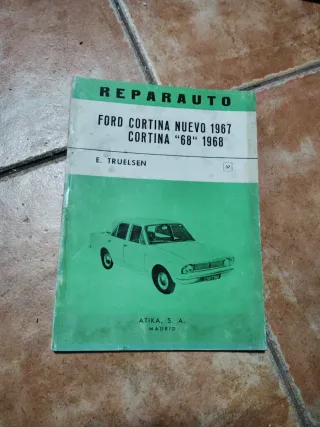 REPARAUTO
FORD CORTINA NUEVO 1967
CORTINA "68" 1968
E. TRUELSEN
ATIKA, S. A.
MADRID